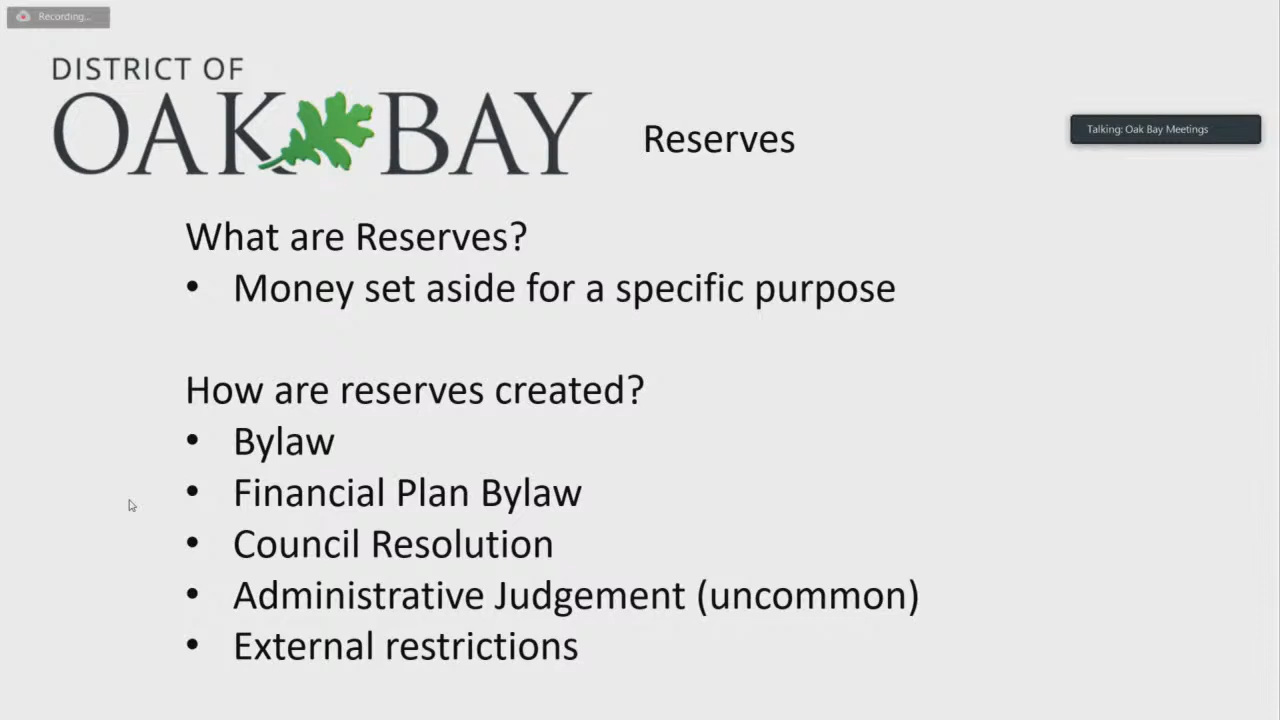 Recording...
DISTRICT OF
OAK BAY
Reserves
Talking: Oak Bay Meetings
What are Reserves?
• Money set aside for a specific purpose
How are reserves created?
• Bylaw
• Financial Plan Bylaw
• Council Resolution
• Administrative Judgement (uncommon)
• External restrictions